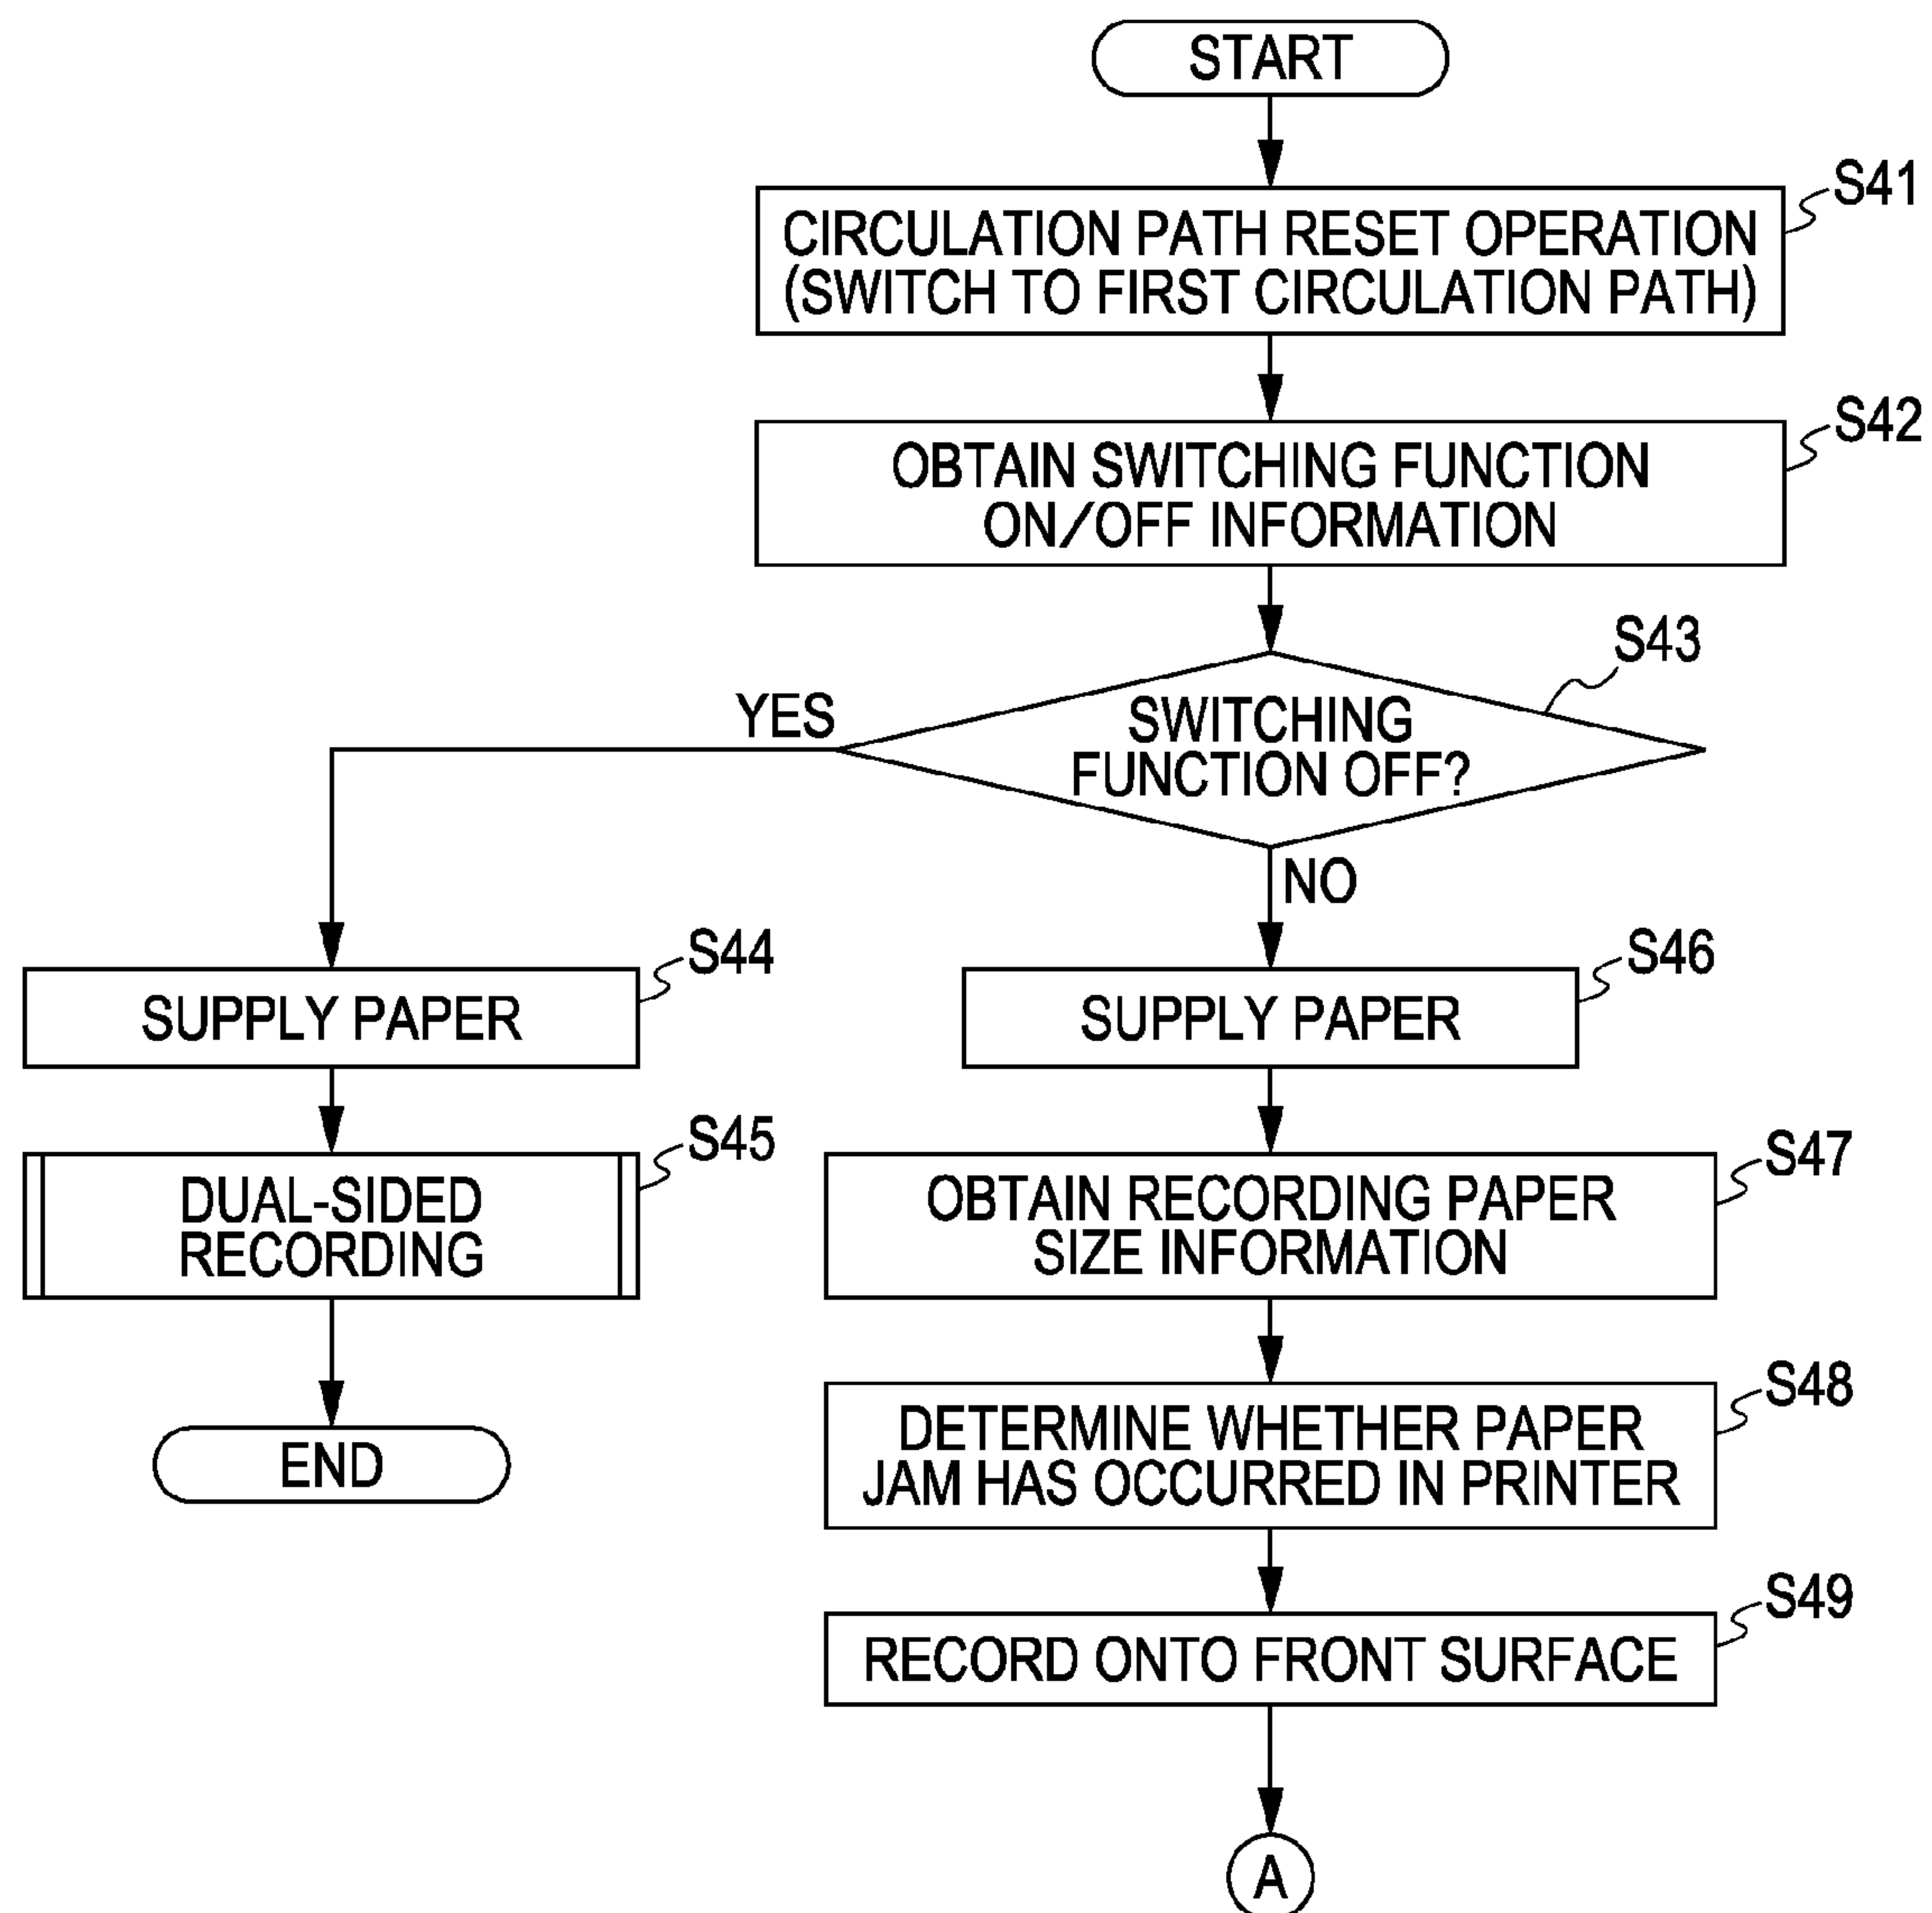 START
S41
CIRCULATION PATH RESET OPERATION
(SWITCH TO FIRST CIRCULATION PATH)
S42
OBTAIN SWITCHING FUNCTION
ON/OFF INFORMATION
S43
YES
SWITCHING
FUNCTION OFF?
NO
S44
SUPPLY PAPER
S45
DUAL-SIDED
RECORDING
END
S46
SUPPLY PAPER
S47
OBTAIN RECORDING PAPER
SIZE INFORMATION
S48
DETERMINE WHETHER PAPER
JAM HAS OCCURRED IN PRINTER
S49
RECORD ONTO FRONT SURFACE
A